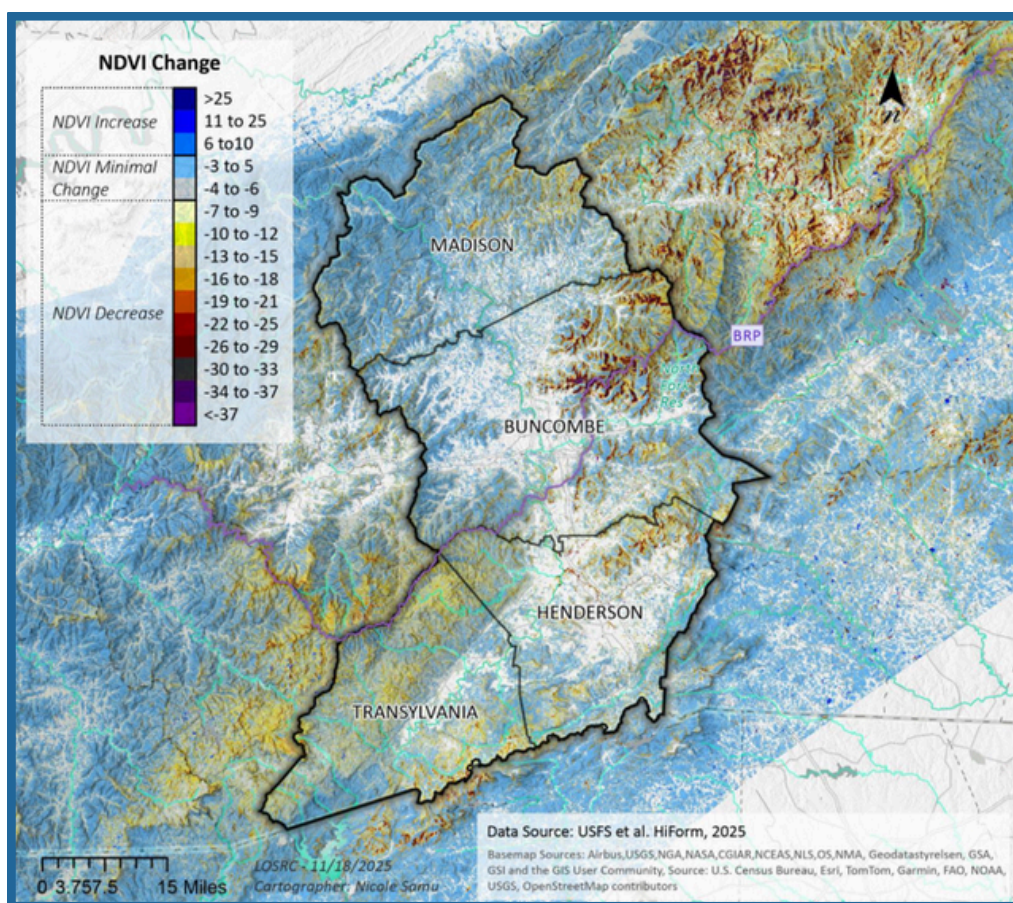 NDVI Change
NDVI Increase
>25
11 to 25
6 to10
NDVI Minimal
Change
-3 to 5
-4 to -6
NDVI Decrease
-7 to -9
-10 to -12
-13 to -15
-16 to -18
-19 to -21
-22 to -25
-26 to -29
-30 to -33
-34 to -37
<-37
N
MADISON
BRP
Res
BUNCOMBE
HENDERSON
TRANSYLVANIA
0 3.757.5 15 Miles
LOSRC - 11/18/2025
Cartographer: Nicole Samu
Data Source: USFS et al. HiForm, 2025
Basemap Sources: Airbus,USGS,NGA,NASA,CGIAR,NCEAS,NLS,OS,NMA, Geodatastyrelsen, GSA,
GSI and the GIS User Community, Source: U.S. Census Bureau, Esri, TomTom, Garmin, FAO, NOAA,
USGS, OpenStreetMap contributors